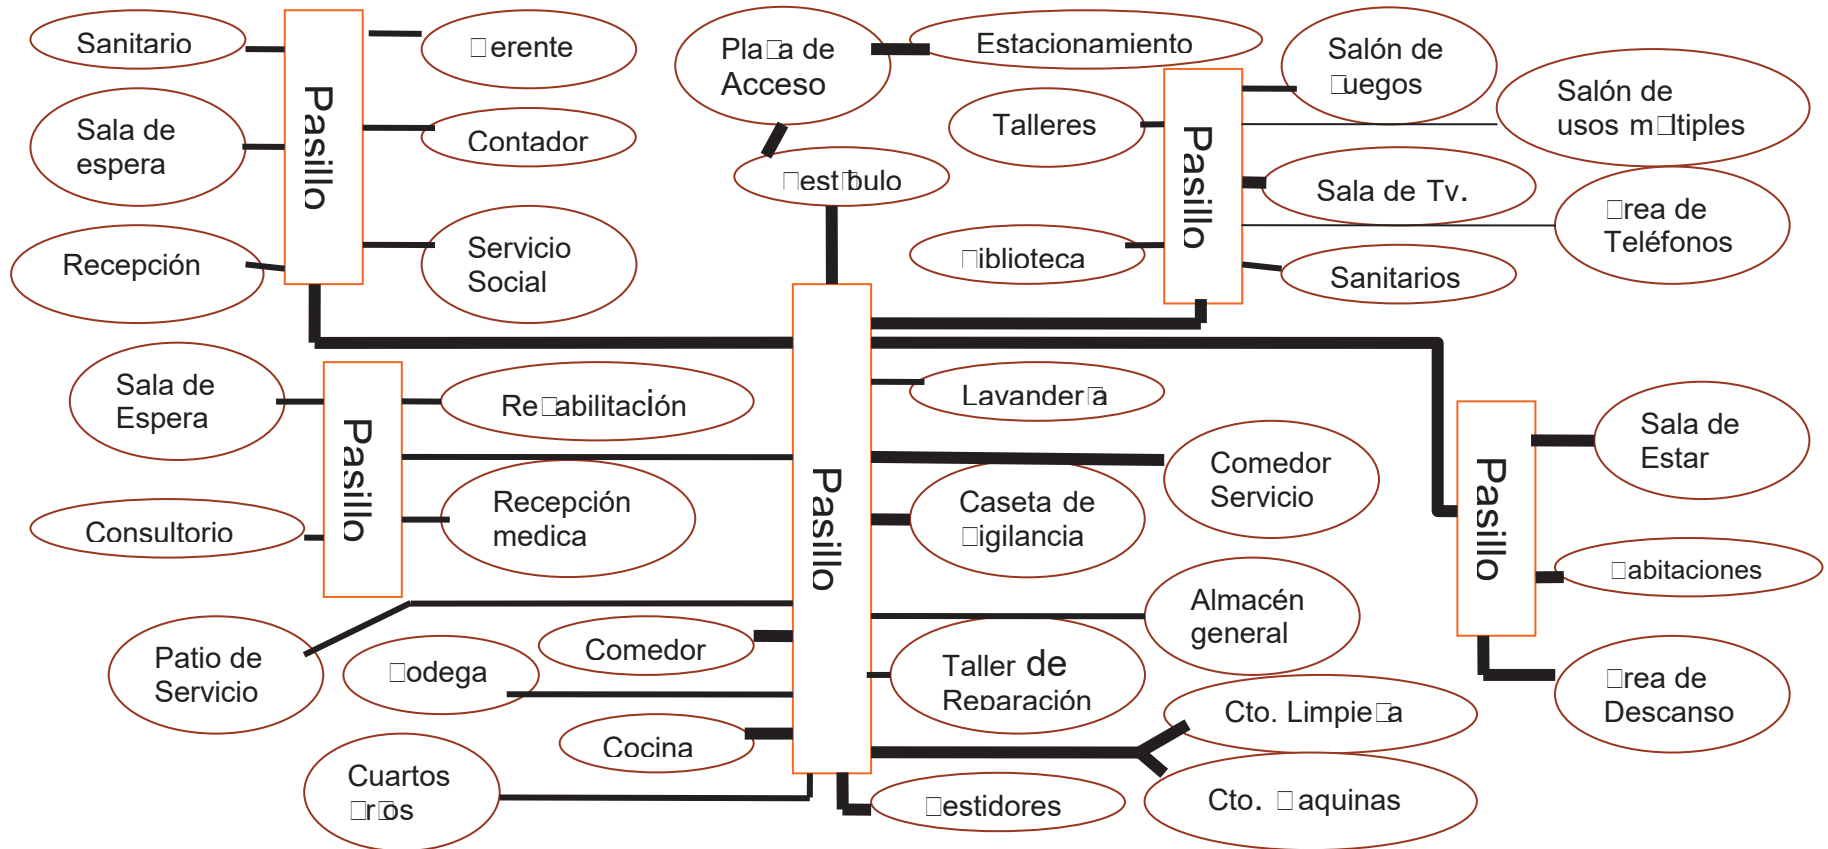 Sanitario
□erente
Pla□a de
Acceso
Estacionamiento
Salón de
□uegos
Salón de
usos m□ltiples
Pasillo
Sala de
espera
Contador
Talleres
Pasillo
□est□bulo
Sala de Tv.
Recepción
Servicio
Social
□iblioteca
□rea de
Teléfonos
Sanitarios
Sala de
Espera
Re□abilitación
Lavander□a
Pasillo
Consultorio
Recepción
medica
Pasillo
Comedor
Servicio
Caseta de
□igilancia
Pasillo
Sala de
Estar
□abitaciones
Almacén
general
Patio de
Servicio
□odega
Comedor
Taller de
Reparación
□rea de
Descanso
Cto. Limpie□a
Cocina
Cuartos
□r□os
□estidores
Cto. □aquinas